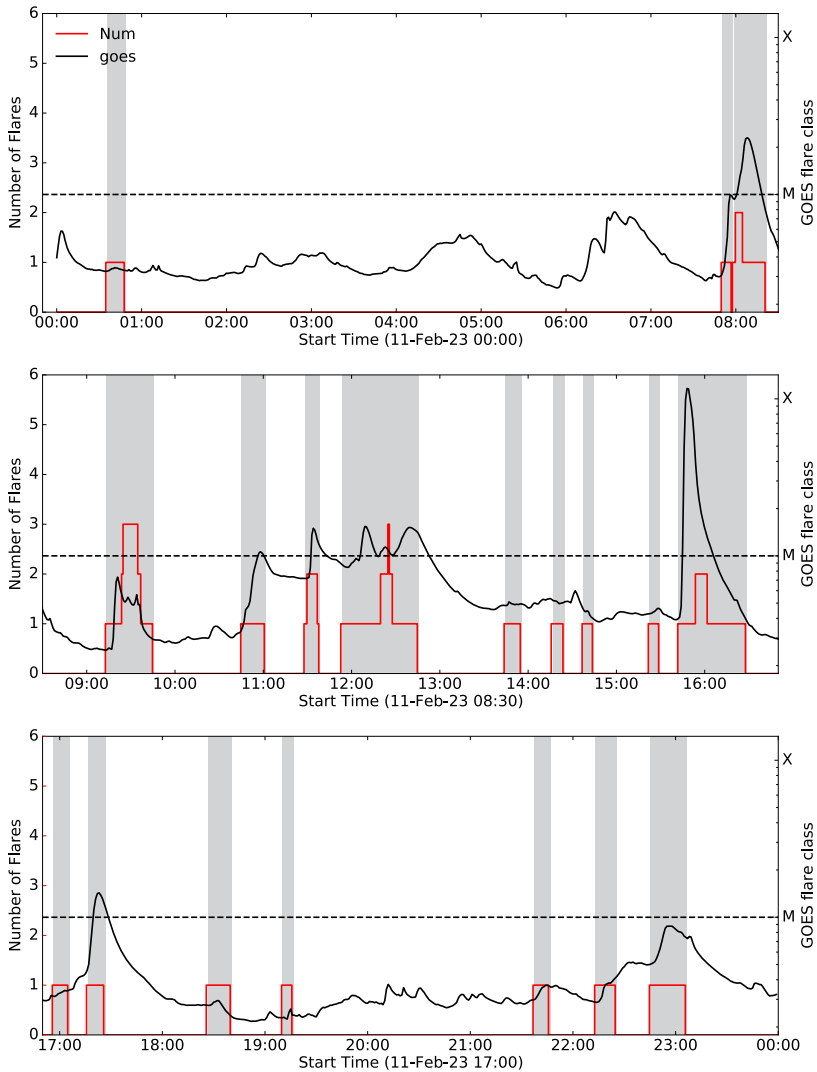 6
5
4
3
2
1
0
Number of Flares
Num
goes
X
M
GOES flare class
00:00 01:00 02:00 03:00 04:00 05:00 06:00 07:00 08:00
Start Time (11-Feb-23 00:00)
6
5
4
3
2
1
0
Number of Flares
X
M
GOES flare class
09:00 10:00 11:00 12:00 13:00 14:00 15:00 16:00
Start Time (11-Feb-23 08:30)
6
5
4
3
2
1
0
Number of Flares
X
M
GOES flare class
17:00 18:00 19:00 20:00 21:00 22:00 23:00 00:00
Start Time (11-Feb-23 17:00)